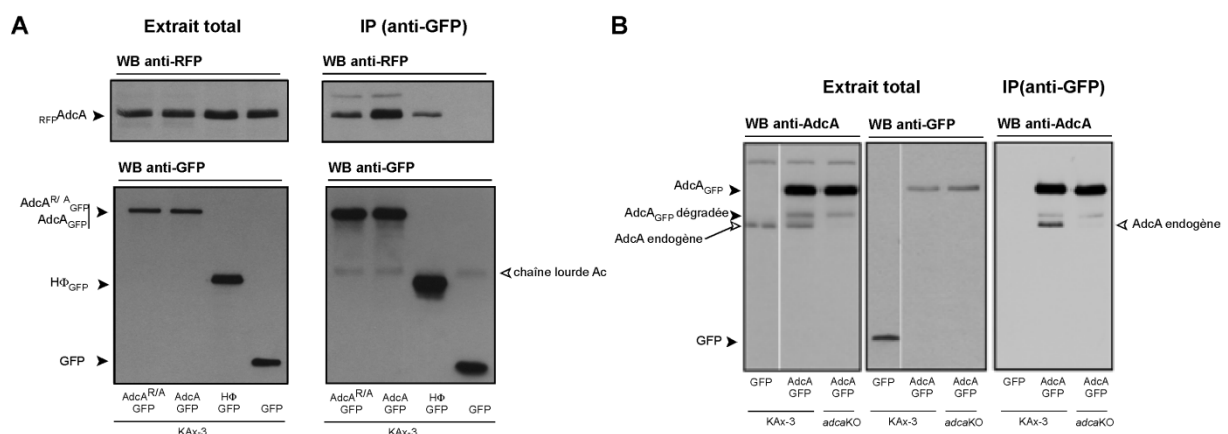 A
Extrait total
IP (anti-GFP)
WB anti-RFP
WB anti-RFP
RFPAdcA
WB anti-GFP
WB anti-GFP
AdcAR/ A GFP
AdcAGFP
HΦGFP
GFP
chaîne lourde Ac
AdcAR/A GFP
AdcA GFP
HΦ GFP
GFP
KAx-3
AdcAR/A GFP
AdcA GFP
HΦ GFP
GFP
KAx-3
B
Extrait total
IP(anti-GFP)
WB anti-AdcA
WB anti-GFP
WB anti-AdcA
AdcAGFP
AdcAGFP dégradée
AdcA endogène
AdcA endogène
GFP
GFP
AdcA GFP
AdcA GFP
GFP
AdcA GFP
AdcA GFP
GFP
AdcA GFP
AdcA GFP
KAx-3
adcaKO
KAx-3
adcaKO
KAx-3
adcaKO